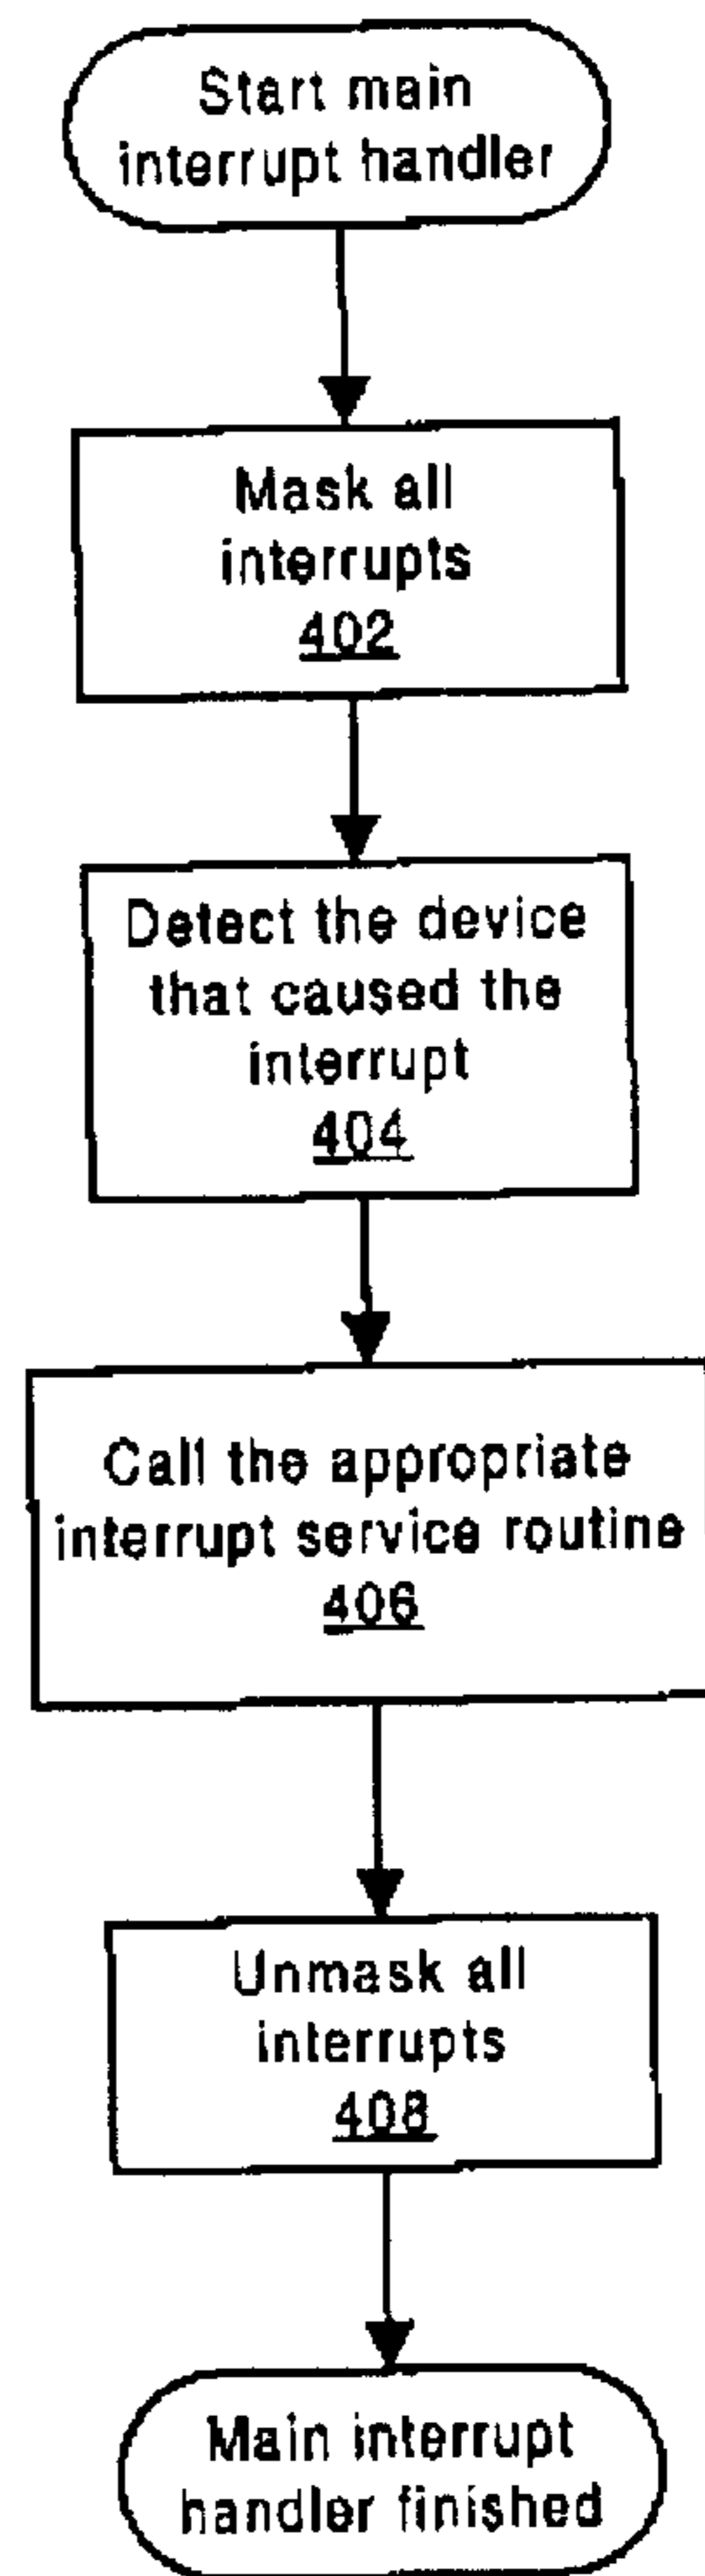 Start main
interrupt handler
Mask all
interrupts
402
Detect the device
that caused the
interrupt
404
Call the appropriate
interrupt service routine
406
Unmask all
interrupts
408
Main interrupt
handler finished